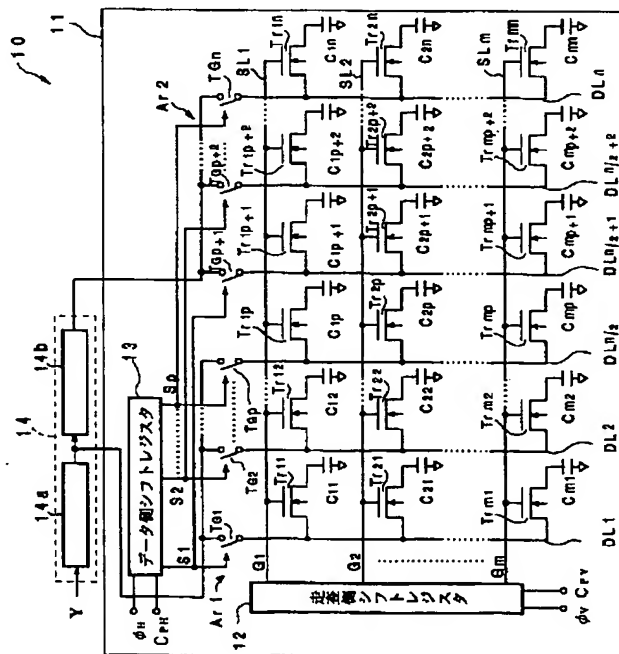 10
11
14
14a
14b
Y
13
データ側シフトレジスタ
φH
CPH
S1
S2
Sp
Ar1
Ar2
TG1
TG2
TGp
TGp+1
TGp+2
TGn
G1
Tr11
Tr12
Tr1p
Tr1p+1
Tr1p+2
Tr1n
SL1
C11
C12
C1p
C1p+1
C1p+2
C1n
G2
Tr21
Tr22
Tr2p
Tr2p+1
Tr2p+2
Tr2n
SL2
C21
C22
C2p
C2p+1
C2p+2
C2n
Gm
Trm1
Trm2
Trmp
Trmp+1
Trmp+2
Trmn
SLm
Cm1
Cm2
Cmp
Cmp+1
Cmp+2
Cmn
DL1
DL2
DLn/2
DLn/2+1
DLn/2+2
DLn
12
走査側シフトレジスタ
φV
CPV